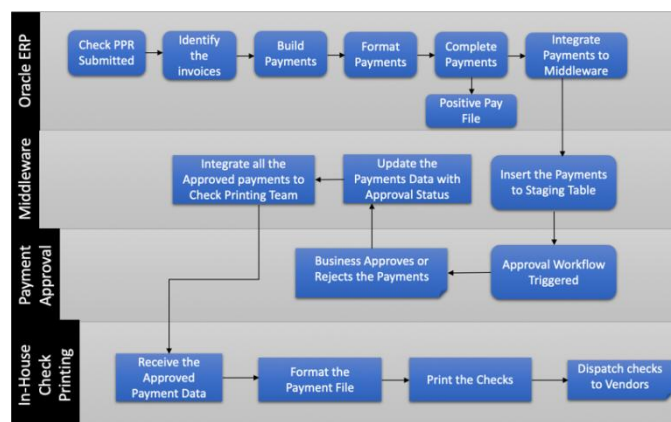 Oracle ERP
Check PPR
Submitted
Identify
the
invoices
Build
Payments
Format
Payments
Complete
Payments
Integrate
Payments to
Middleware
Positive Pay
File
Middleware
Integrate all the
Approved payments to
Check Printing Team
Update the
Payments Data with
Approval Status
Insert the Payments
to Staging Table
Payment
Approval
Business Approves or
Rejects the Payments
Approval Workflow
Triggered
In-House
Check
Printing
Receive the
Approved
Payment Data
Format the
Payment File
Print the Checks
Dispatch checks
to Vendors